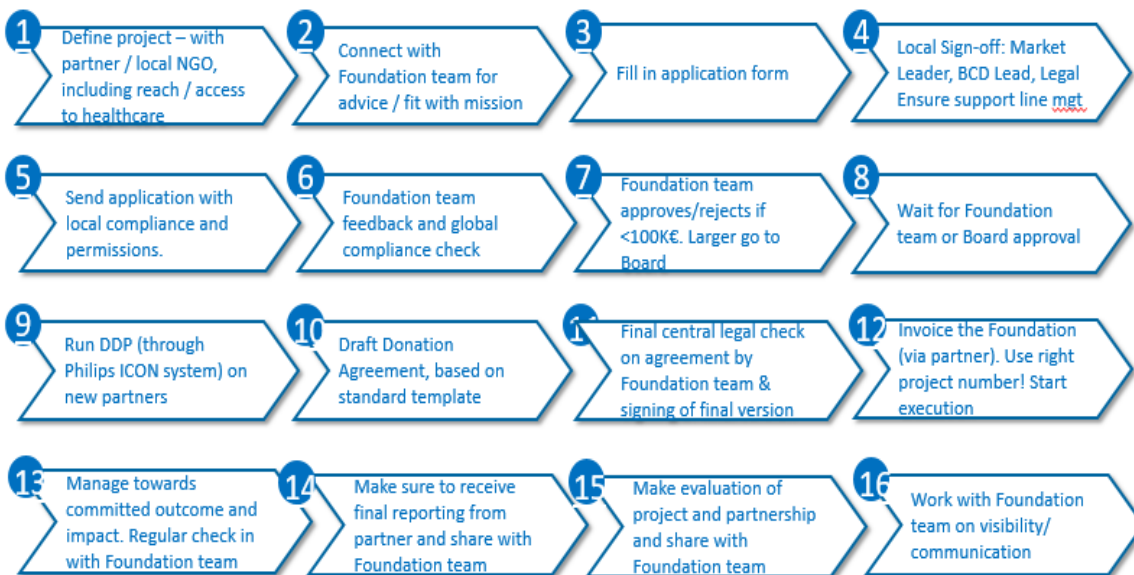 1
Define project – with
partner / local NGO,
including reach / access
to healthcare
2
Connect with
Foundation team for
advice / fit with mission
3
Fill in application form
4
Local Sign-off: Market
Leader, BCD Lead, Legal
Ensure support line mgt
5
Send application with
local compliance and
permissions.
6
Foundation team
feedback and global
compliance check
7
Foundation team
approves/rejects if
<100K€. Larger go to
Board
8
Wait for Foundation
team or Board approval
9
Run DDP (through
Philips ICON system) on
new partners
10
Draft Donation
Agreement, based on
standard template
11
Final central legal check
on agreement by
Foundation team &
signing of final version
12
Invoice the Foundation
(via partner). Use right
project number! Start
execution
13
Manage towards
committed outcome and
impact. Regular check in
with Foundation team
14
Make sure to receive
final reporting from
partner and share with
Foundation team
15
Make evaluation of
project and partnership
and share with
Foundation team
16
Work with Foundation
team on visibility/
communication